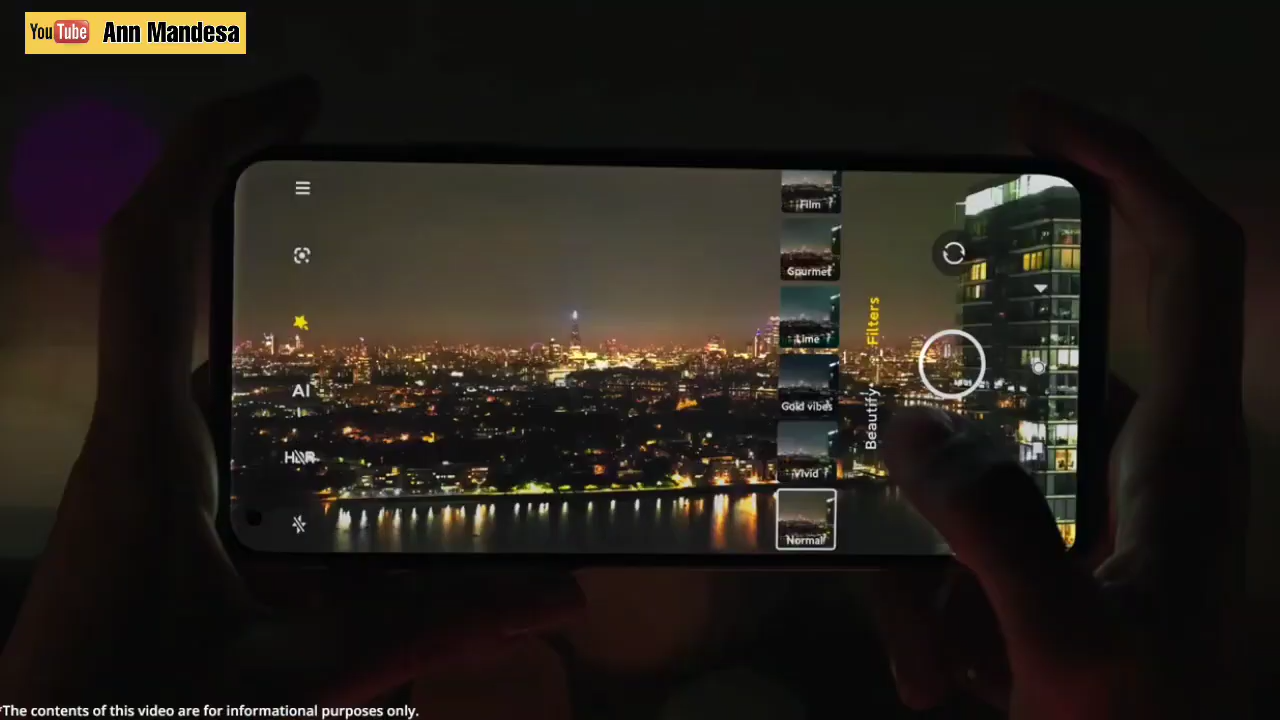 YouTube Ann Mandesa
Film
Gourmet
Lime
Filters
Gold vibes
Beautify
AI
HDR
Vivid
Normal
*The contents of this video are for informational purposes only.